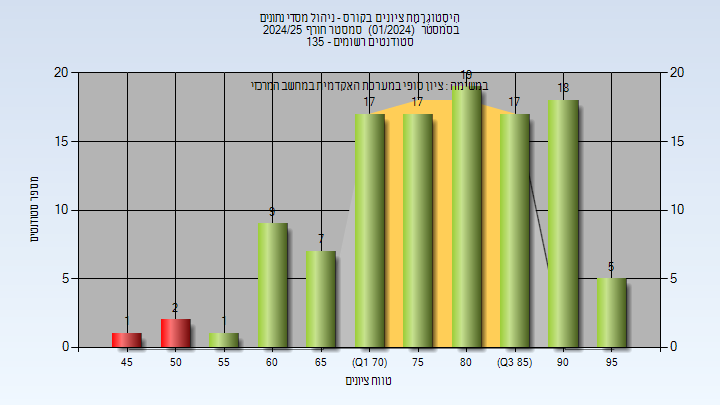 היסטוגרמת ציונים בקורס - ניהול מסדי נתונים
בסמסטר (01/2024) סמסטר חורף 2024/25
סטודנטים רשומים - 135
במשימה : ציון סופי במערכת האקדמית במחשב המרכזי
20 20
15 15
10 10
5 5
0 0
מספר סטודנטים
1 2 1 9 7 17 17 19 17 18 5
45 50 55 60 65 (Q1 70) 75 80 (Q3 85) 90 95
טווח ציונים